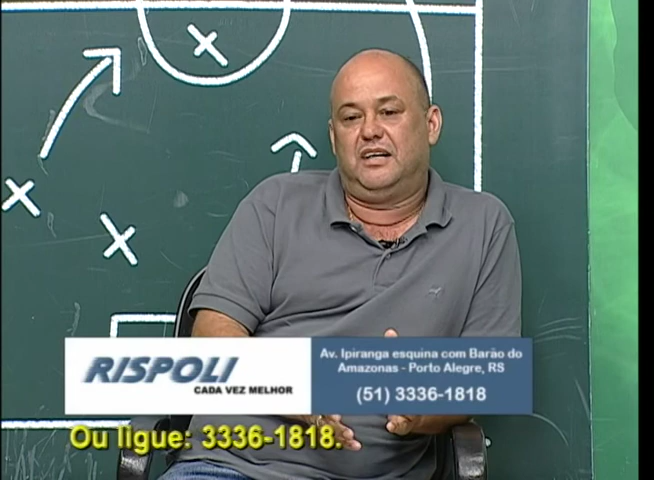 RISPOLI
CADA VEZ MELHOR
Av. Ipiranga esquina com Barão do
Amazonas - Porto Alegre, RS
(51) 3336-1818
Ou ligue: 3336-1818.